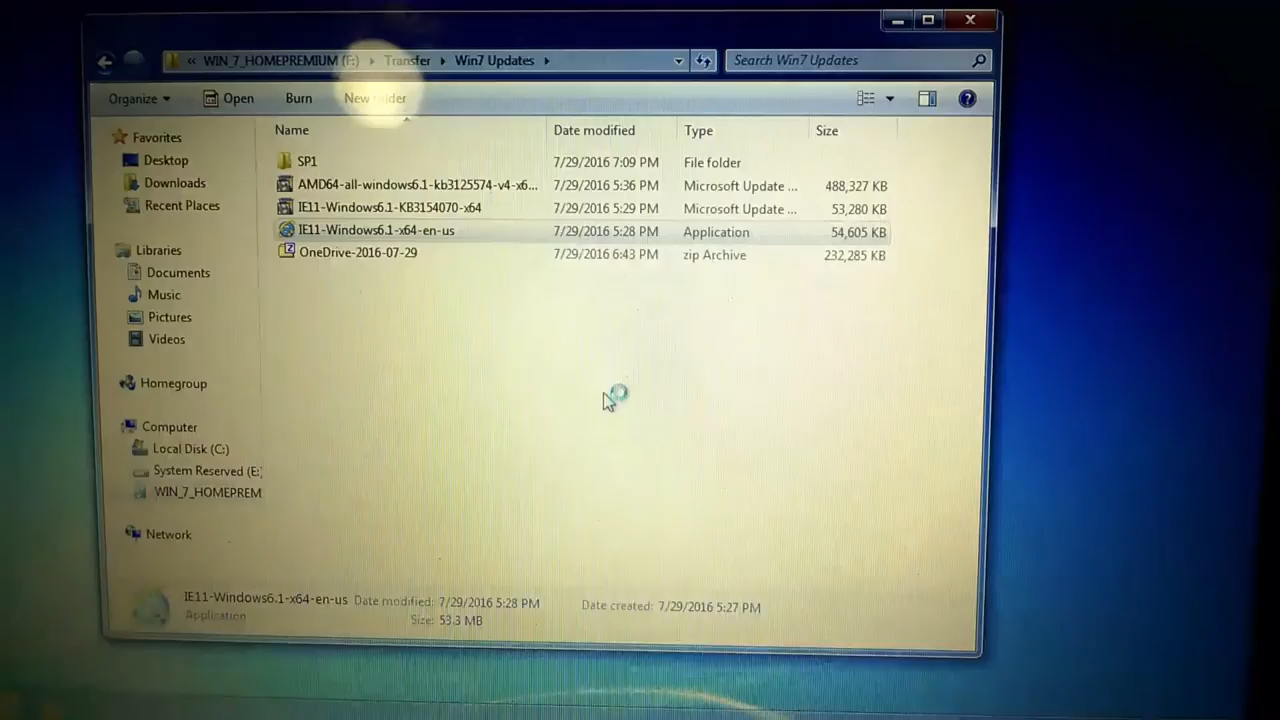 « WIN_7_HOMEPREMIUM (F:) Transfer Win7 Updates
Search Win7 Updates
Organize Open Burn New folder
Name Date modified Type Size
Favorites
Desktop
Downloads
Recent Places
Libraries
Documents
Music
Pictures
Videos
Homegroup
Computer
Local Disk (C:)
System Reserved (E:
WIN_7_HOMEPREM
Network
SP1 7/29/2016 7:09 PM File folder
AMD64-all-windows6.1-kb3125574-v4-x6... 7/29/2016 5:36 PM Microsoft Update ... 488,327 KB
IE11-Windows6.1-KB3154070-x64 7/29/2016 5:29 PM Microsoft Update ... 53,280 KB
IE11-Windows6.1-x64-en-us 7/29/2016 5:28 PM Application 54,605 KB
OneDrive-2016-07-29 7/29/2016 6:43 PM zip Archive 232,285 KB
IE11-Windows6.1-x64-en-us Date modified: 7/29/2016 5:28 PM Date created: 7/29/2016 5:27 PM
Application Size: 53.3 MB